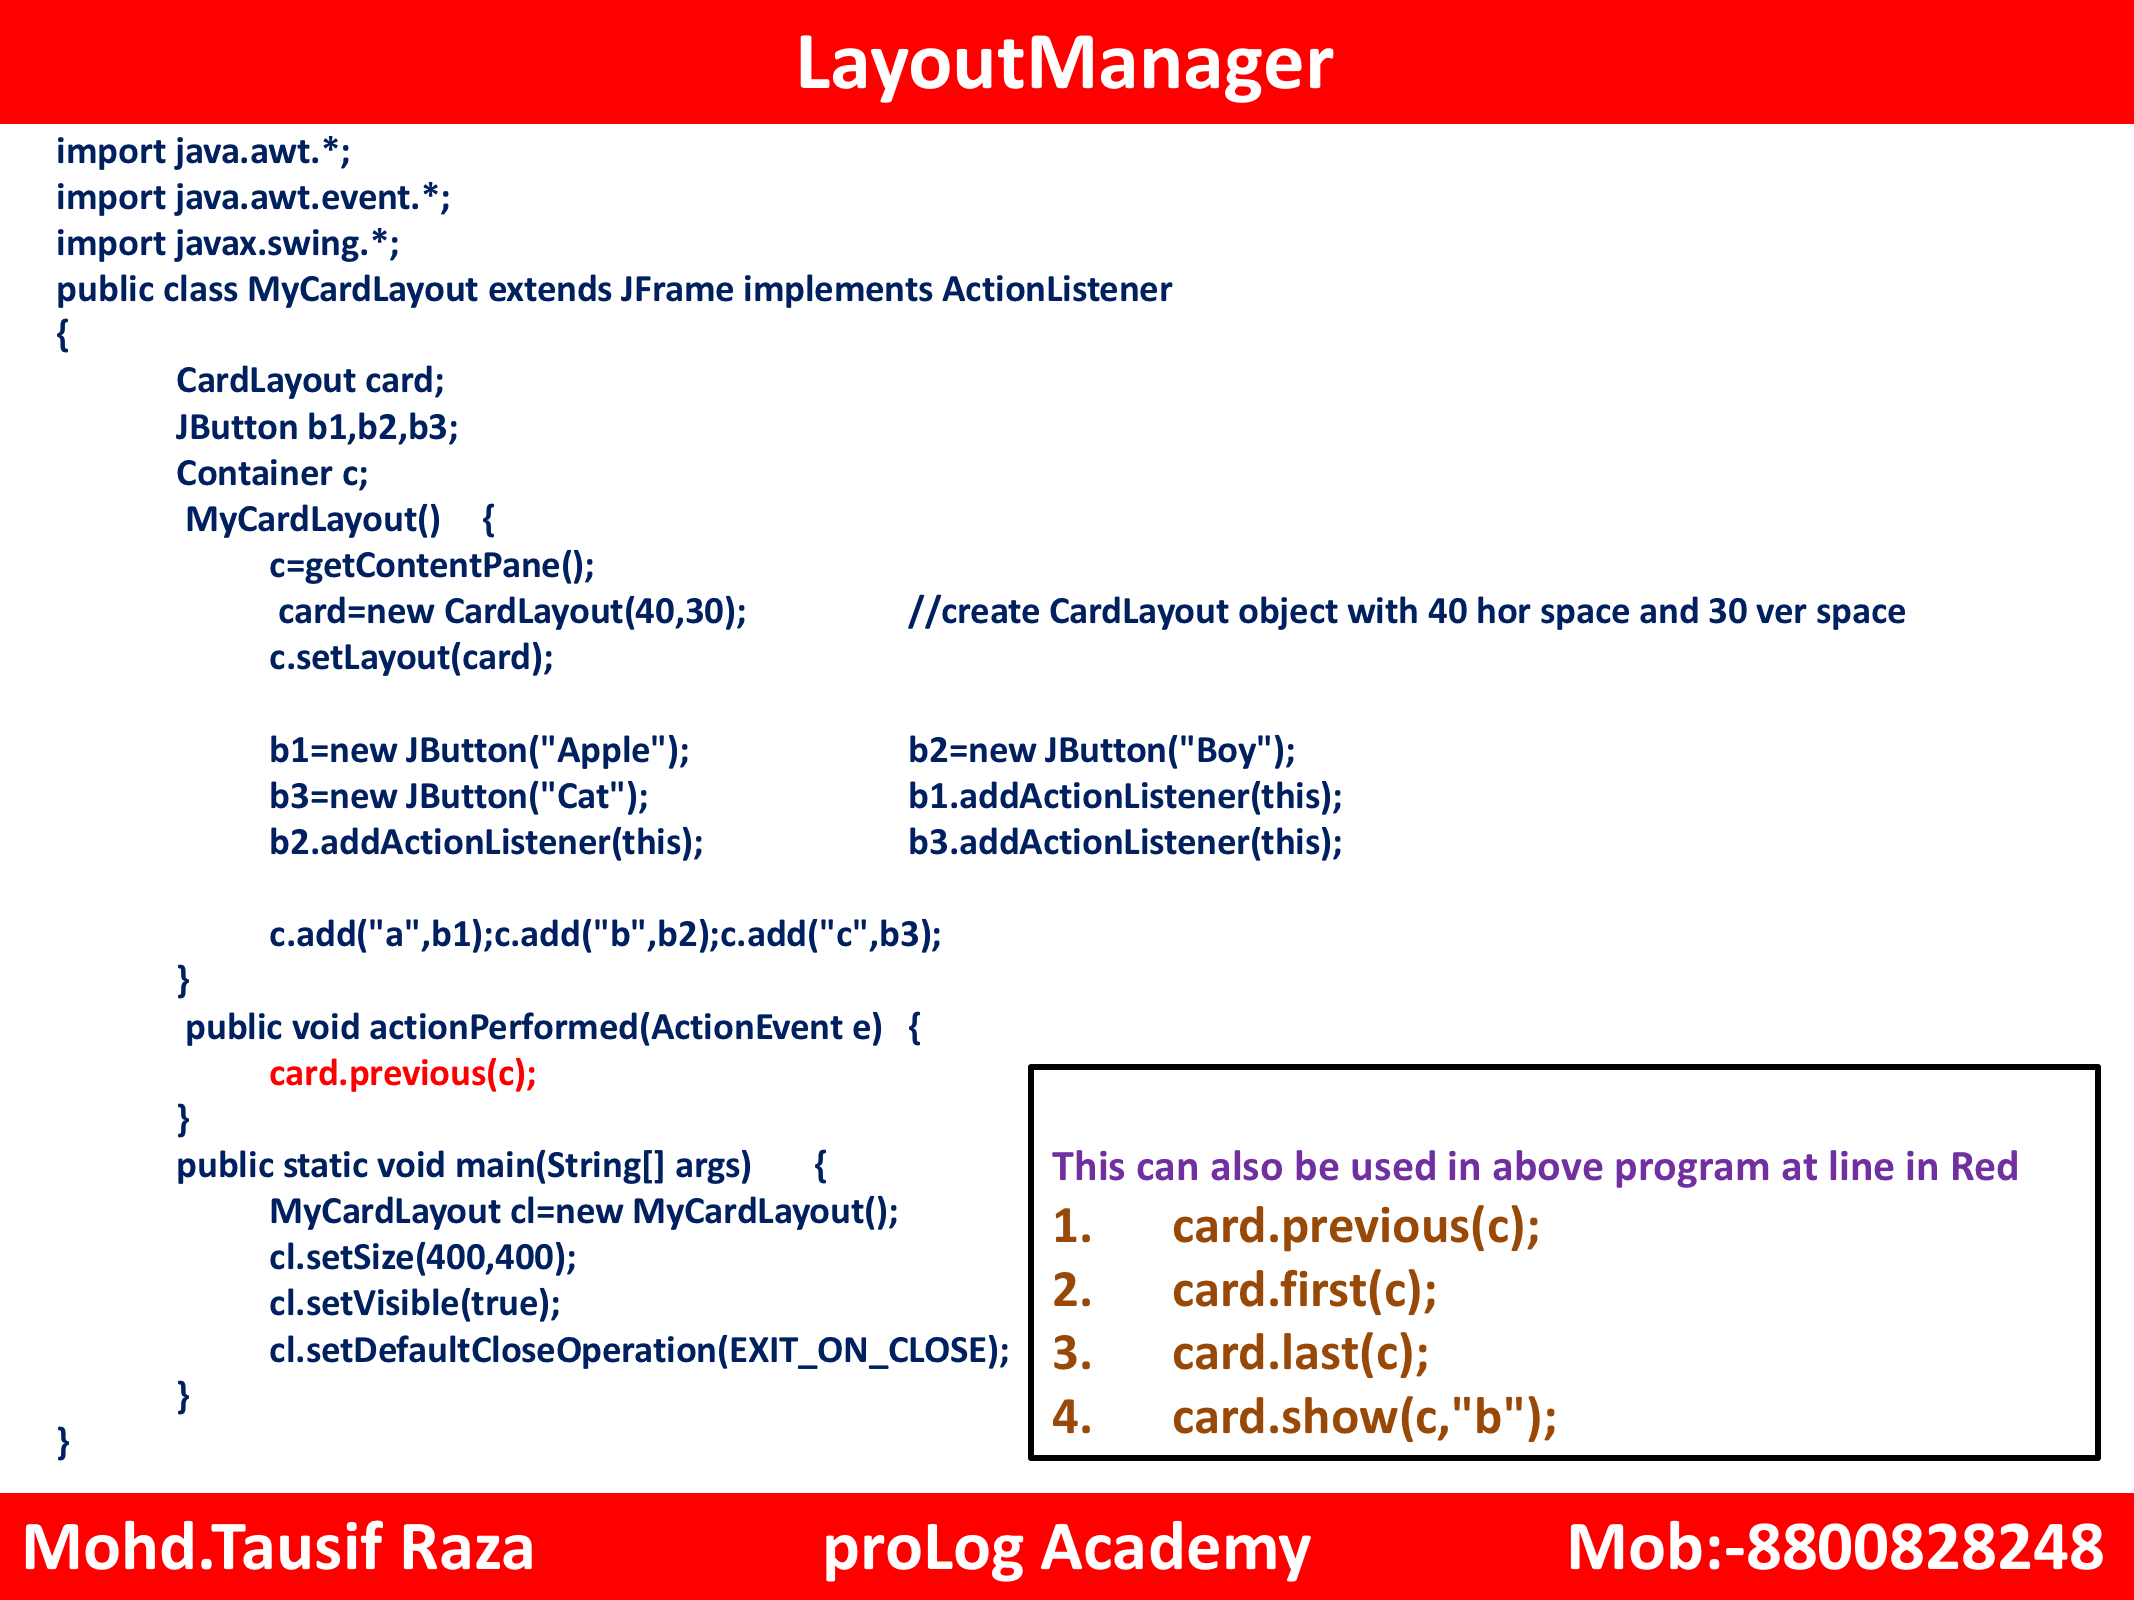 LayoutManager
import java.awt.*;
import java.awt.event.*;
import javax.swing.*;
public class MyCardLayout extends JFrame implements ActionListener
{
CardLayout card;
JButton b1,b2,b3;
Container c;
MyCardLayout() {
c=getContentPane();
card=new CardLayout(40,30); //create CardLayout object with 40 hor space and 30 ver space
c.setLayout(card);
b1=new JButton("Apple"); b2=new JButton("Boy");
b3=new JButton("Cat"); b1.addActionListener(this);
b2.addActionListener(this); b3.addActionListener(this);
c.add("a",b1);c.add("b",b2);c.add("c",b3);
}
public void actionPerformed(ActionEvent e) {
card.previous(c);
}
public static void main(String[] args) {
MyCardLayout cl=new MyCardLayout();
cl.setSize(400,400);
cl.setVisible(true);
cl.setDefaultCloseOperation(EXIT_ON_CLOSE);
}
}
This can also be used in above program at line in Red
1. card.previous(c);
2. card.first(c);
3. card.last(c);
4. card.show(c,"b");
Mohd.Tausif Raza proLog Academy Mob:-8800828248